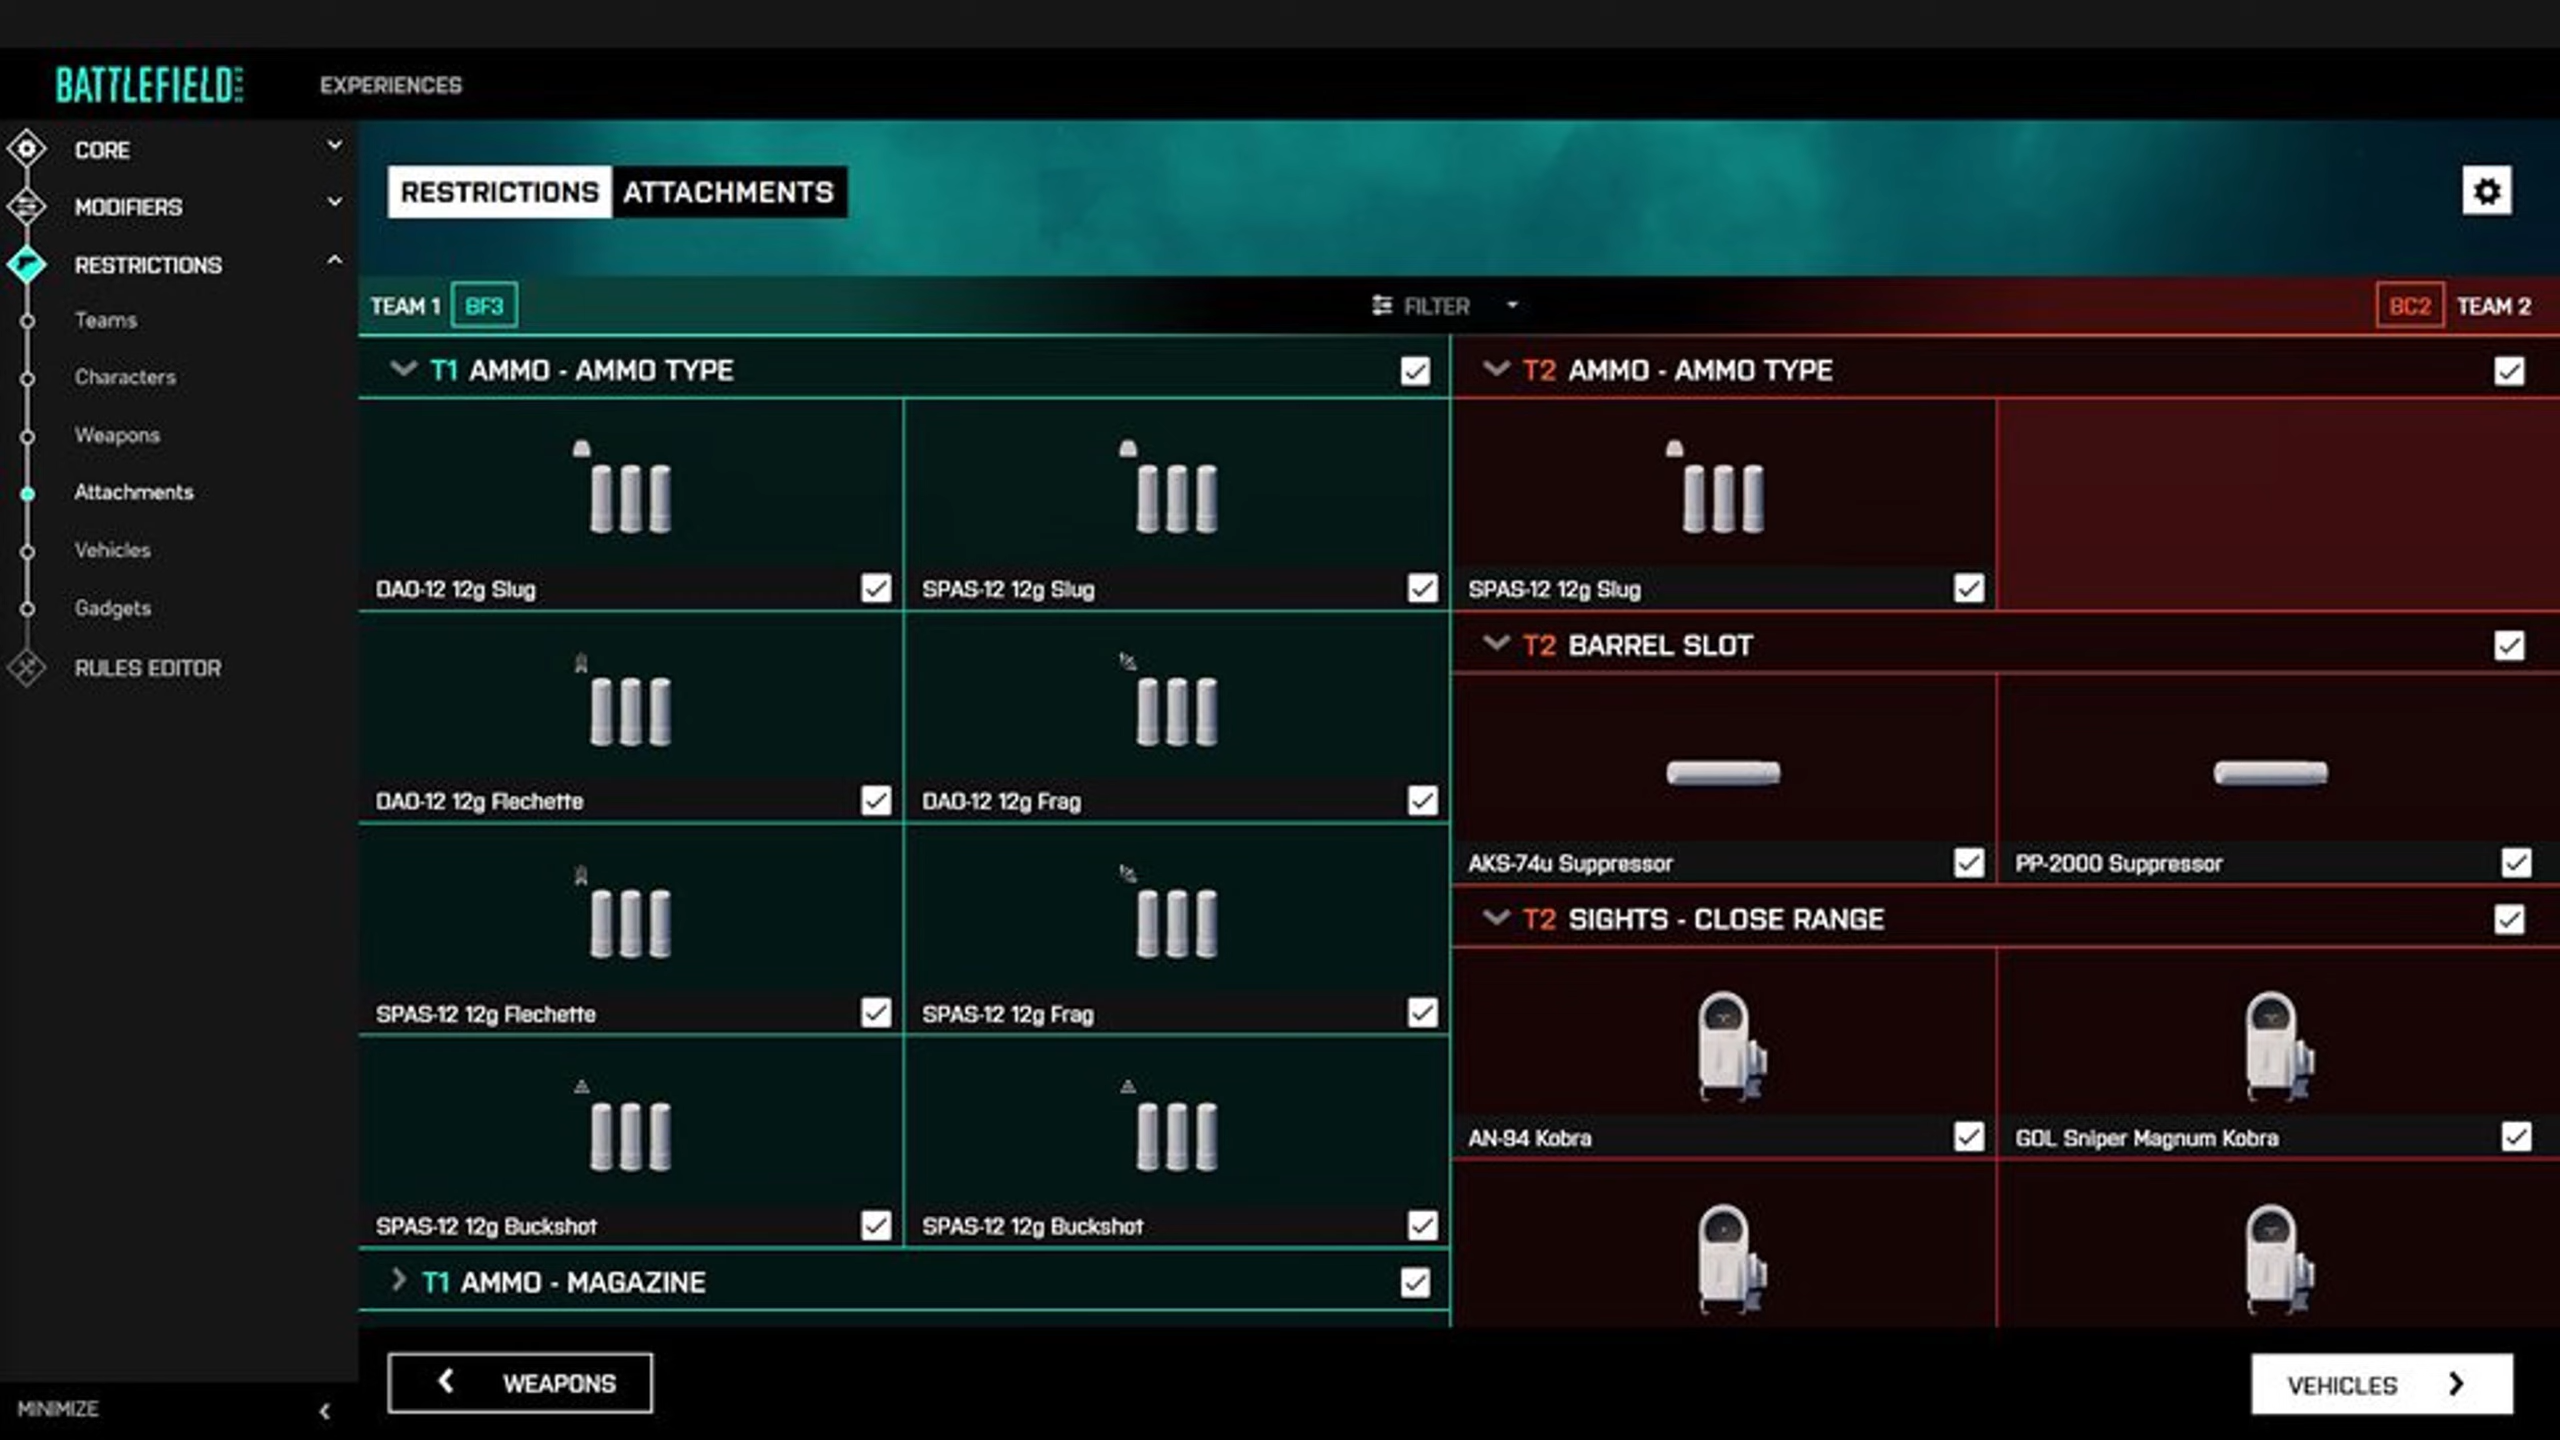 BATTLEFIELD
EXPERIENCES
CORE
MODIFIERS
RESTRICTIONS
Teams
Characters
Weapons
Attachments
Vehicles
Gadgets
RULES EDITOR
MINIMIZE
RESTRICTIONS ATTACHMENTS
TEAM 1 BF3
FILTER
BC2 TEAM 2
T1 AMMO - AMMO TYPE
DAO-12 12g Slug
SPAS-12 12g Slug
DAO-12 12g Flechette
DAO-12 12g Frag
SPAS-12 12g Flechette
SPAS-12 12g Frag
SPAS-12 12g Buckshot
SPAS-12 12g Buckshot
T1 AMMO - MAGAZINE
T2 AMMO - AMMO TYPE
SPAS-12 12g Slug
T2 BARREL SLOT
AKS-74u Suppressor
PP-2000 Suppressor
T2 SIGHTS - CLOSE RANGE
AN-94 Kobra
GOL Sniper Magnum Kobra
WEAPONS
VEHICLES